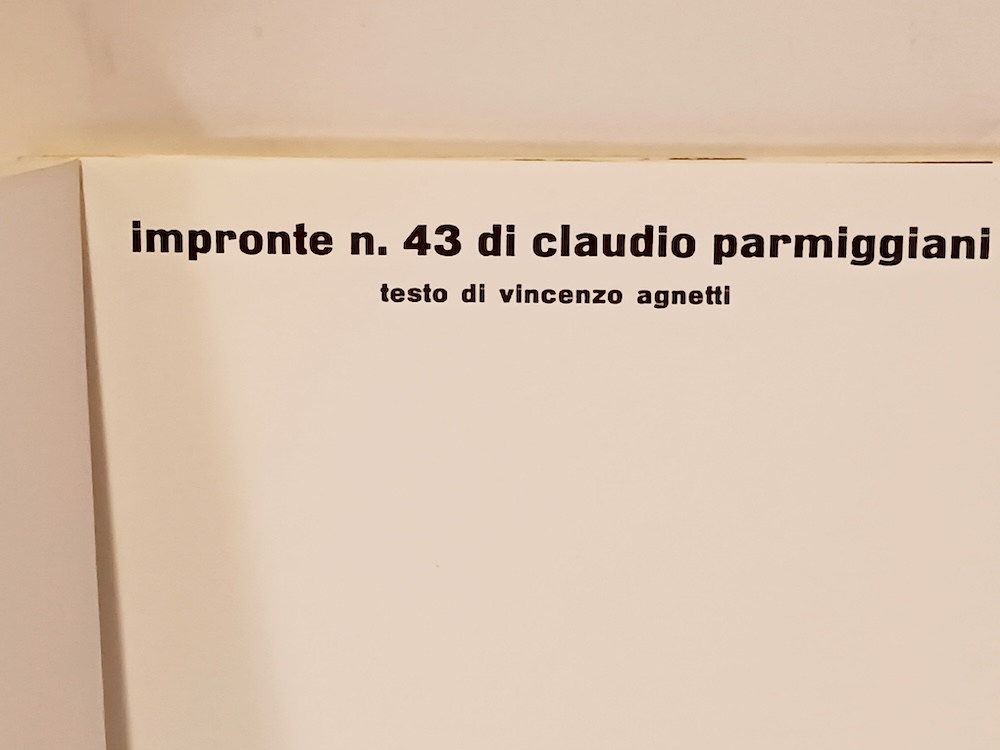 impronte n. 43 di claudio parmiggiani
testo di vincenzo agnetti